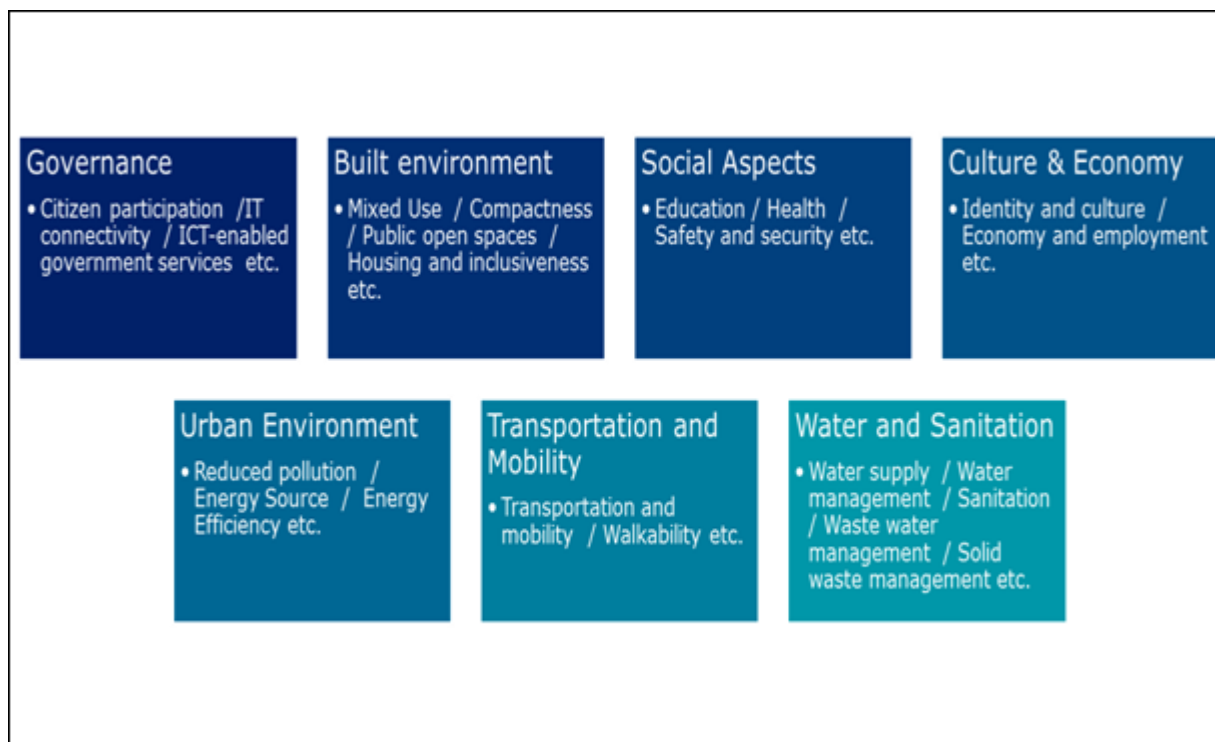 Governance
• Citizen participation /IT
connectivity / ICT-enabled
government services etc.
Built environment
• Mixed Use / Compactness
/ Public open spaces /
Housing and inclusiveness
etc.
Social Aspects
• Education / Health /
Safety and security etc.
Culture & Economy
• Identity and culture /
Economy and employment
etc.
Urban Environment
• Reduced pollution /
Energy Source / Energy
Efficiency etc.
Transportation and
Mobility
• Transportation and
mobility / Walkability etc.
Water and Sanitation
• Water supply / Water
management / Sanitation
/ Waste water
management / Solid
waste management etc.